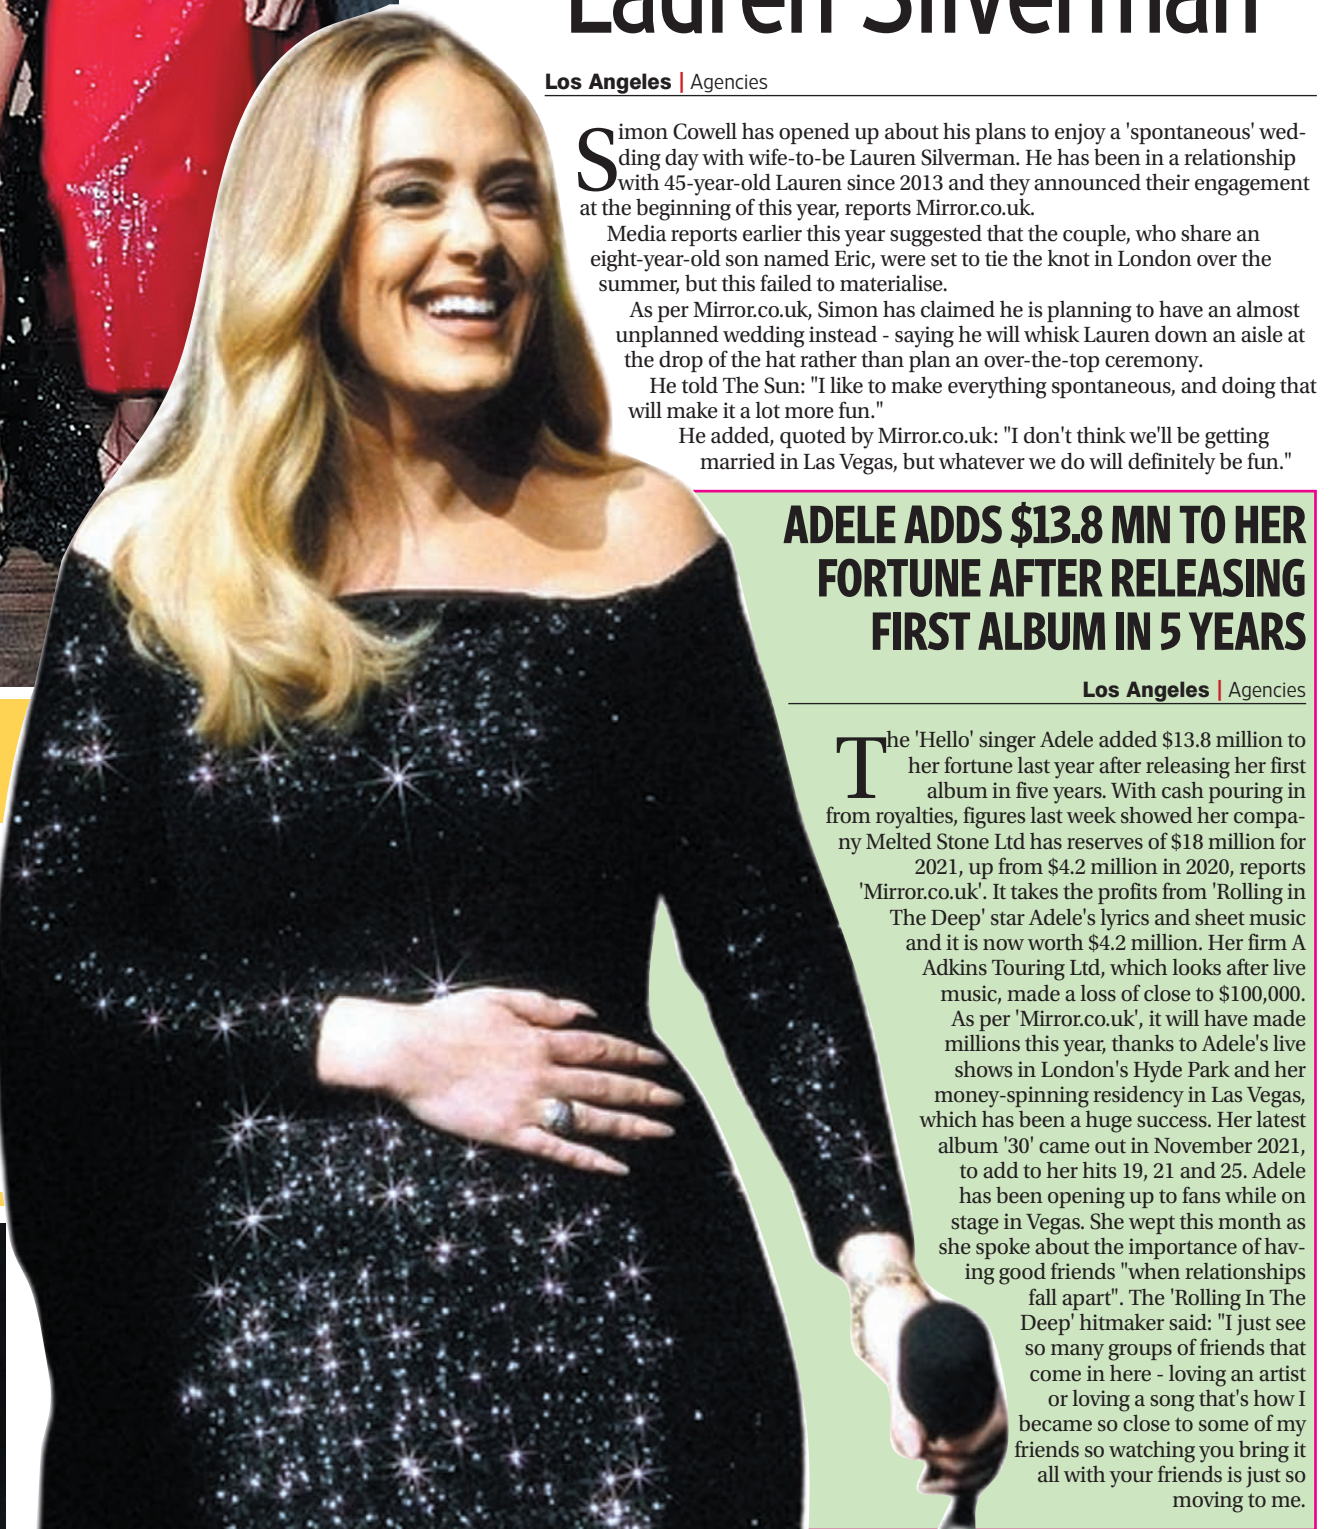 Lauren Silverman
Los Angeles | Agencies
Simon Cowell has opened up about his plans to enjoy a 'spontaneous' wed-
ding day with wife-to-be Lauren Silverman. He has been in a relationship
with 45-year-old Lauren since 2013 and they announced their engagement
at the beginning of this year, reports Mirror.co.uk.
Media reports earlier this year suggested that the couple, who share an
eight-year-old son named Eric, were set to tie the knot in London over the
summer, but this failed to materialise.
As per Mirror.co.uk, Simon has claimed he is planning to have an almost
unplanned wedding instead - saying he will whisk Lauren down an aisle at
the drop of the hat rather than plan an over-the-top ceremony.
He told The Sun: "I like to make everything spontaneous, and doing that
will make it a lot more fun."
He added, quoted by Mirror.co.uk: "I don't think we'll be getting
married in Las Vegas, but whatever we do will definitely be fun."
ADELE ADDS $13.8 MN TO HER
FORTUNE AFTER RELEASING
FIRST ALBUM IN 5 YEARS
Los Angeles | Agencies
The 'Hello' singer Adele added $13.8 million to
her fortune last year after releasing her first
album in five years. With cash pouring in
from royalties, figures last week showed her compa-
ny Melted Stone Ltd has reserves of $18 million for
2021, up from $4.2 million in 2020, reports
'Mirror.co.uk'. It takes the profits from 'Rolling in
The Deep' star Adele's lyrics and sheet music
and it is now worth $4.2 million. Her firm A
Adkins Touring Ltd, which looks after live
music, made a loss of close to $100,000.
As per 'Mirror.co.uk', it will have made
millions this year, thanks to Adele's live
shows in London's Hyde Park and her
money-spinning residency in Las Vegas,
which has been a huge success. Her latest
album '30' came out in November 2021,
to add to her hits 19, 21 and 25. Adele
has been opening up to fans while on
stage in Vegas. She wept this month as
she spoke about the importance of hav-
ing good friends "when relationships
fall apart". The 'Rolling In The
Deep' hitmaker said: "I just see
so many groups of friends that
come in here - loving an artist
or loving a song that's how I
became so close to some of my
friends so watching you bring it
all with your friends is just so
moving to me.